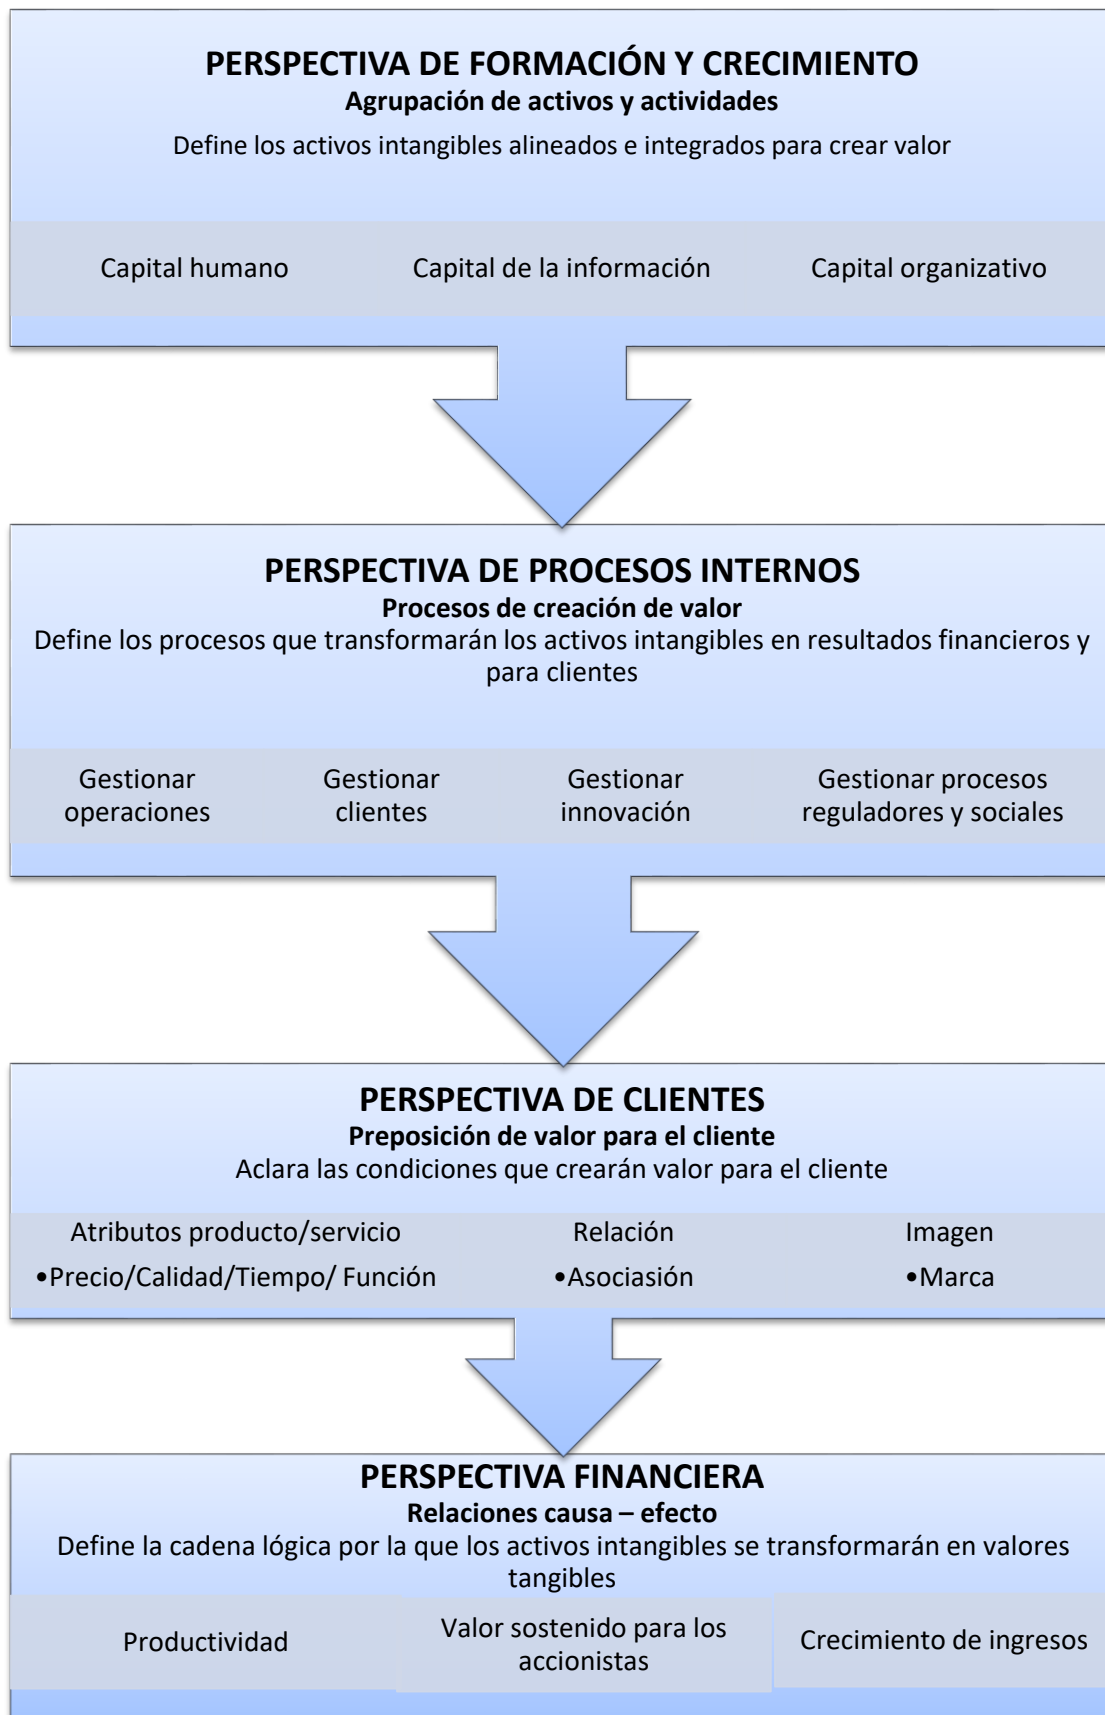 PERSPECTIVA DE FORMACIÓN Y CRECIMIENTO
Agrupación de activos y actividades
Define los activos intangibles alineados e integrados para crear valor
Capital humano
Capital de la información
Capital organizativo
PERSPECTIVA DE PROCESOS INTERNOS
Procesos de creación de valor
Define los procesos que transformarán los activos intangibles en resultados financieros y
para clientes
Gestionar
operaciones
Gestionar
clientes
Gestionar
innovación
Gestionar procesos
reguladores y sociales
PERSPECTIVA DE CLIENTES
Preposición de valor para el cliente
Aclara las condiciones que crearán valor para el cliente
Atributos producto/servicio
•Precio/Calidad/Tiempo/ Función
Relación
•Asociasión
Imagen
•Marca
PERSPECTIVA FINANCIERA
Relaciones causa – efecto
Define la cadena lógica por la que los activos intangibles se transformarán en valores
tangibles
Productividad
Valor sostenido para los
accionistas
Crecimiento de ingresos